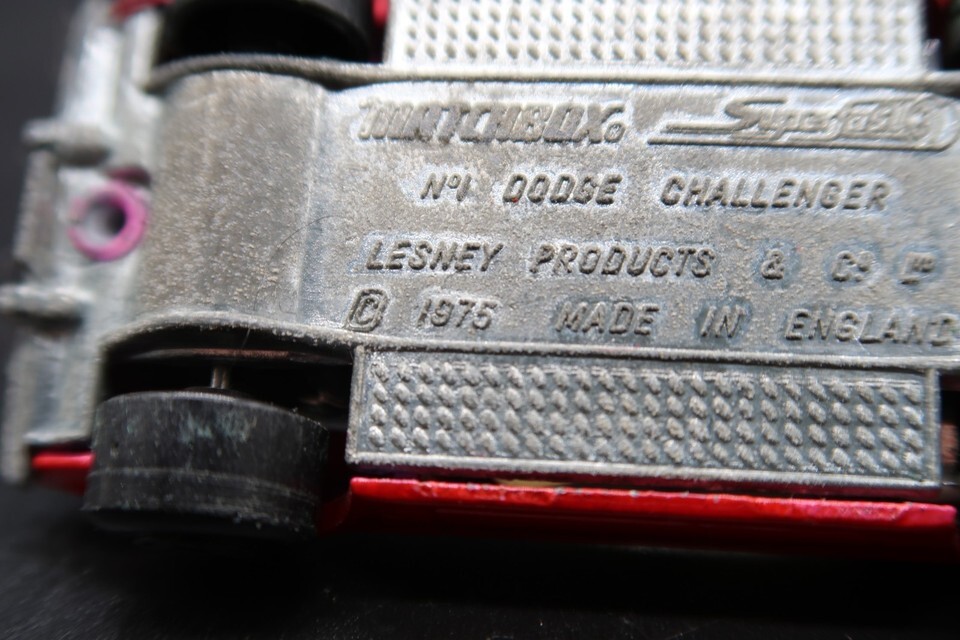 MATCHBOX® Superfast
Nº1 DODGE CHALLENGER
LESNEY PRODUCTS & Cº Lᵀᴰ
© 1975 MADE IN ENGLAND